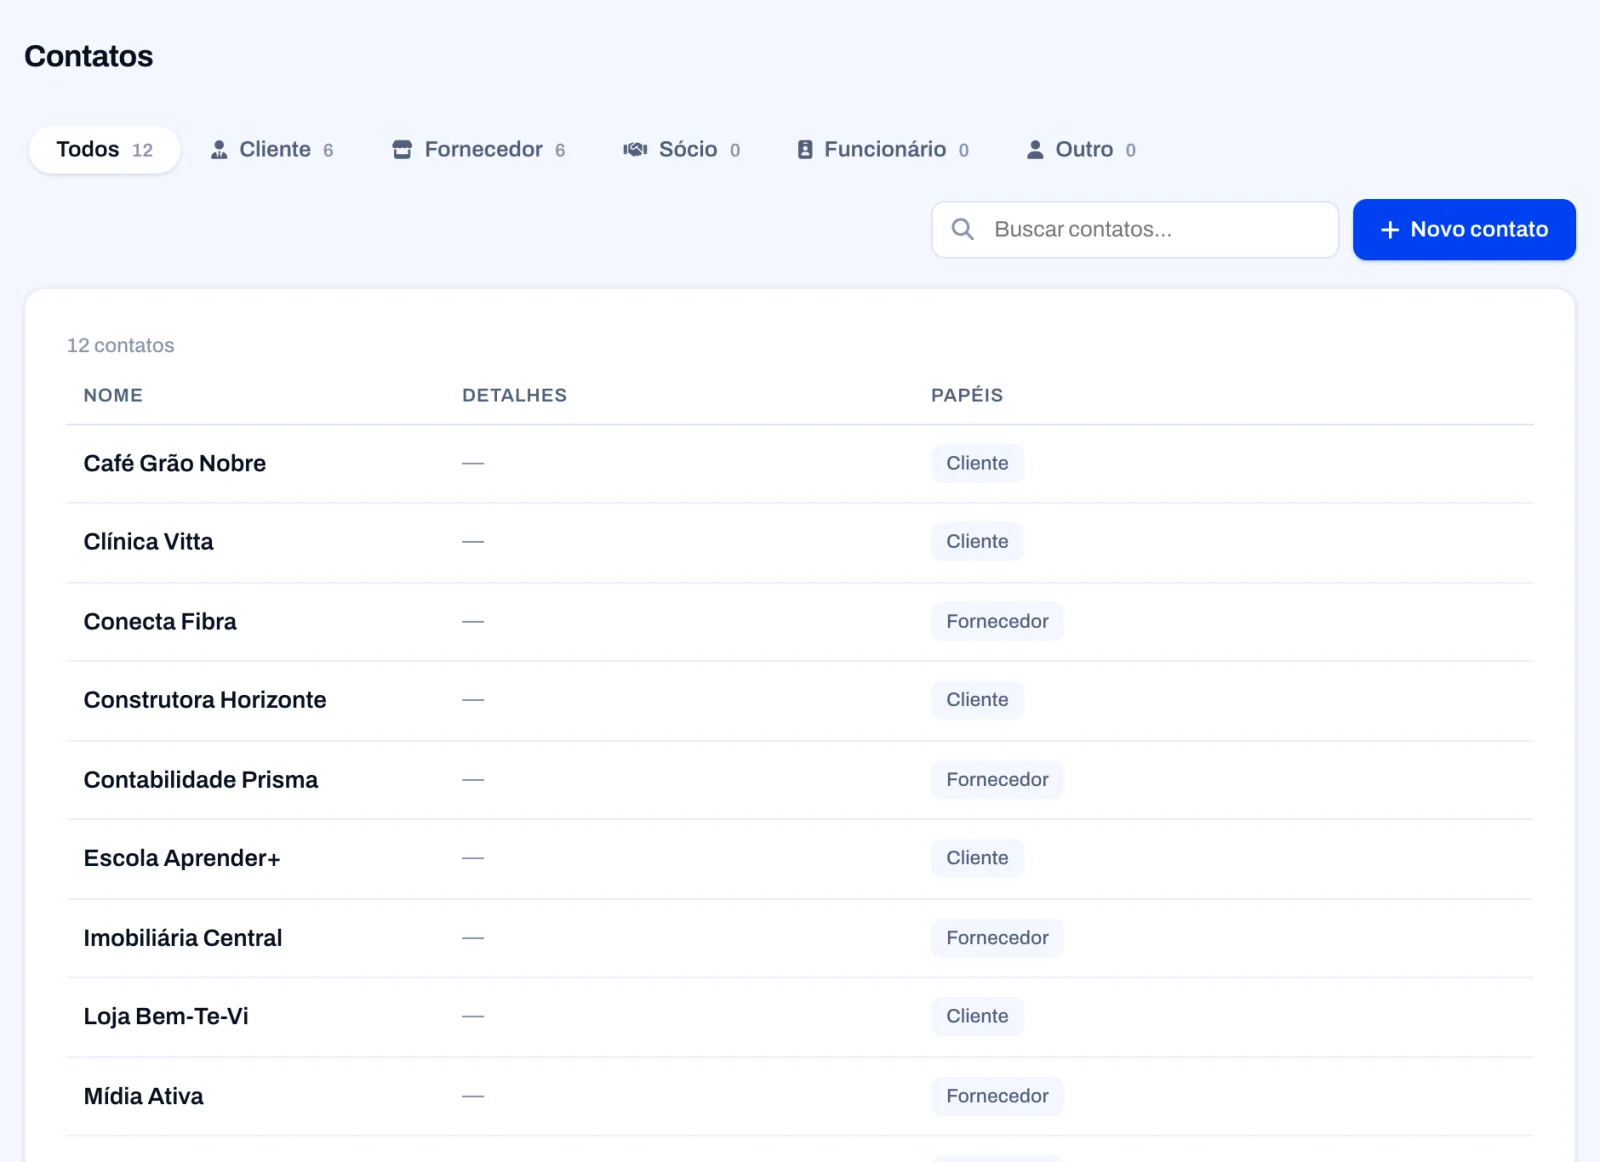 Contatos
Todos 12 Cliente 6 Fornecedor 6 Sócio 0 Funcionário 0 Outro 0
Buscar contatos... + Novo contato
12 contatos
NOME DETALHES PAPÉIS
Café Grão Nobre — Cliente
Clínica Vitta — Cliente
Conecta Fibra — Fornecedor
Construtora Horizonte — Cliente
Contabilidade Prisma — Fornecedor
Escola Aprender+ — Cliente
Imobiliária Central — Fornecedor
Loja Bem-Te-Vi — Cliente
Mídia Ativa — Fornecedor